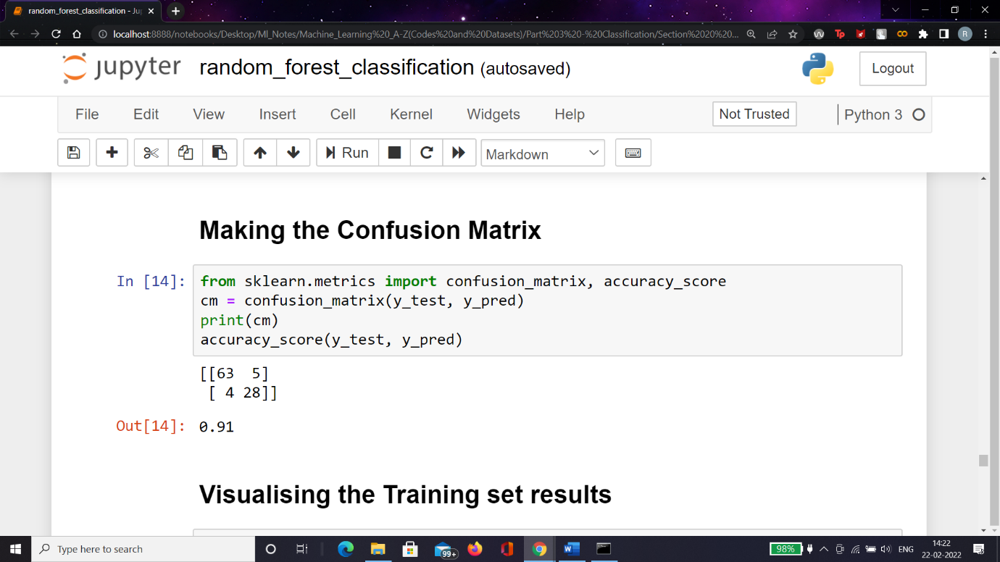 random_forest_classification - Ju
localhost:8888/notebooks/Desktop/Ml_Notes/Machine_Learning%20_A-Z(Codes%20and%20Datasets)/Part%203%20-%20Classification/Section%2020%20...
Tp
R
jupyter random_forest_classification (autosaved)
Logout
File Edit View Insert Cell Kernel Widgets Help
Not Trusted
Python 3
Run
Markdown
Making the Confusion Matrix
In [14]: from sklearn.metrics import confusion_matrix, accuracy_score
cm = confusion_matrix(y_test, y_pred)
print(cm)
accuracy_score(y_test, y_pred)
[[63  5]
 [ 4 28]]
Out[14]: 0.91
Visualising the Training set results
Type here to search
99+
W
98%
ENG
14:22
22-02-2022